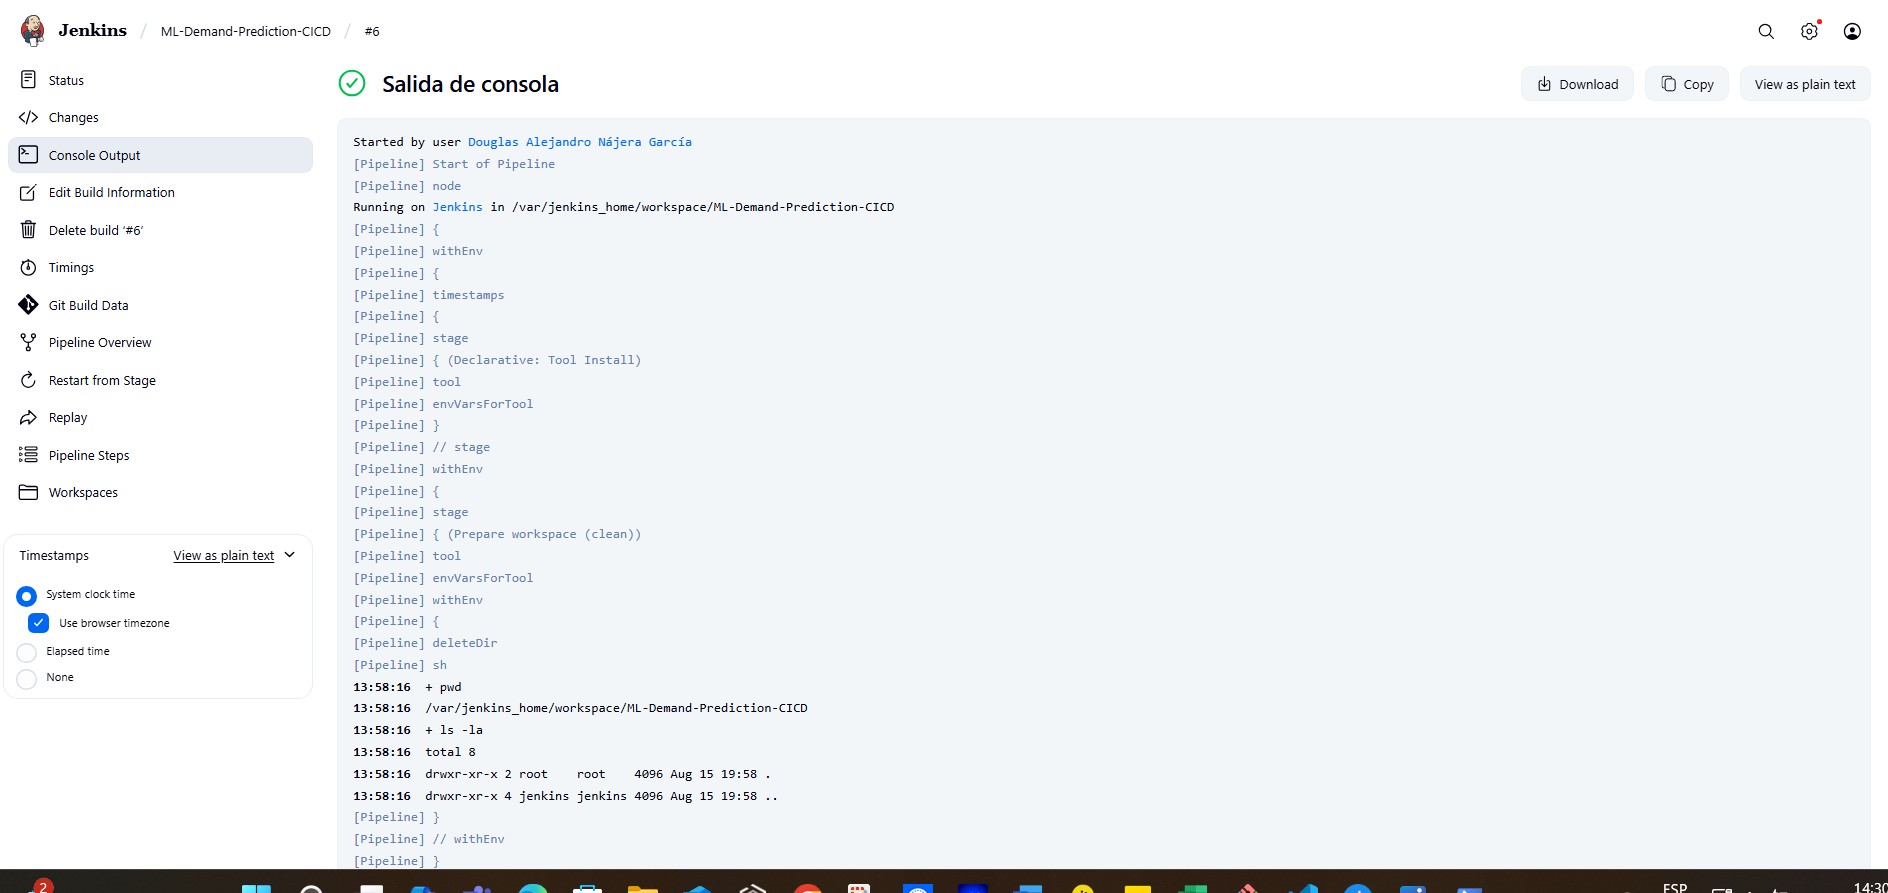 Jenkins / ML-Demand-Prediction-CICD / #6
Status
Changes
Console Output
Edit Build Information
Delete build ‘#6’
Timings
Git Build Data
Pipeline Overview
Restart from Stage
Replay
Pipeline Steps
Workspaces
Timestamps View as plain text
System clock time
Use browser timezone
Elapsed time
None
Salida de consola
Download
Copy
View as plain text
Started by user Douglas Alejandro Nájera García
[Pipeline] Start of Pipeline
[Pipeline] node
Running on Jenkins in /var/jenkins_home/workspace/ML-Demand-Prediction-CICD
[Pipeline] {
[Pipeline] withEnv
[Pipeline] {
[Pipeline] timestamps
[Pipeline] {
[Pipeline] stage
[Pipeline] { (Declarative: Tool Install)
[Pipeline] tool
[Pipeline] envVarsForTool
[Pipeline] }
[Pipeline] // stage
[Pipeline] withEnv
[Pipeline] {
[Pipeline] stage
[Pipeline] { (Prepare workspace (clean))
[Pipeline] tool
[Pipeline] envVarsForTool
[Pipeline] withEnv
[Pipeline] {
[Pipeline] deleteDir
[Pipeline] sh
13:58:16 + pwd
13:58:16 /var/jenkins_home/workspace/ML-Demand-Prediction-CICD
13:58:16 + ls -la
13:58:16 total 8
13:58:16 drwxr-xr-x 2 root    root    4096 Aug 15 19:58 .
13:58:16 drwxr-xr-x 4 jenkins jenkins 4096 Aug 15 19:58 ..
[Pipeline] }
[Pipeline] // withEnv
[Pipeline] }
2
ESP
14:30